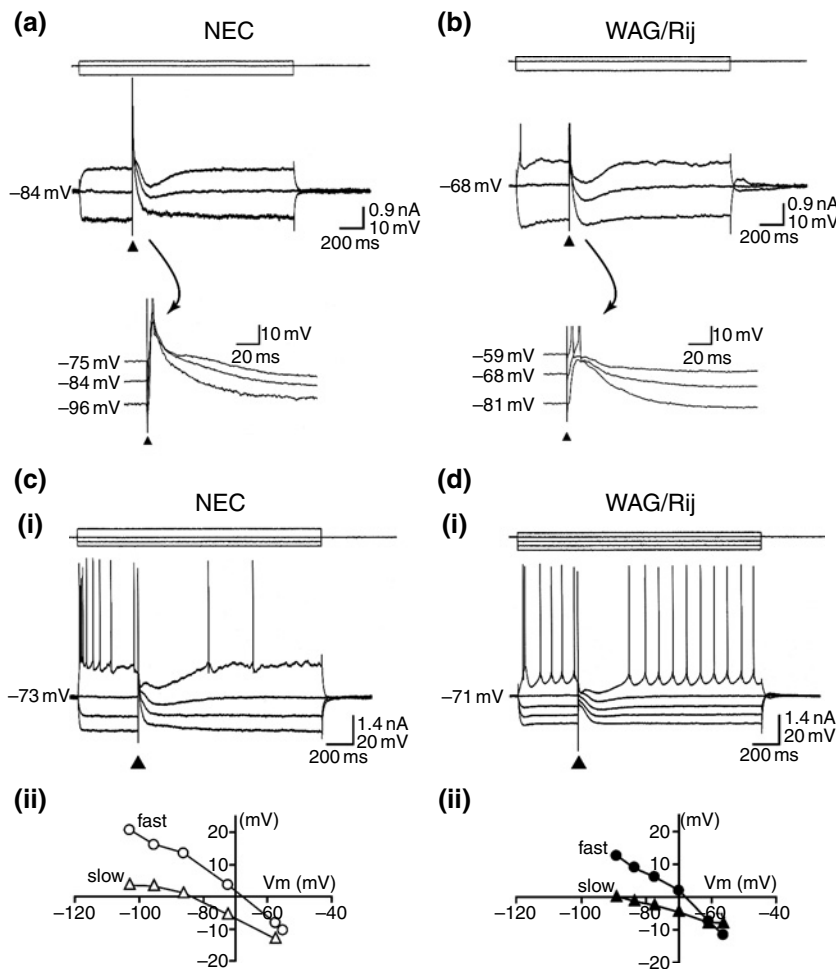 (a) NEC
–84 mV
0.9 nA
10 mV
200 ms
10 mV
20 ms
–75 mV
–84 mV
–96 mV
(b) WAG/Rij
–68 mV
0.9 nA
10 mV
200 ms
10 mV
20 ms
–59 mV
–68 mV
–81 mV
(c) NEC
(i)
–73 mV
1.4 nA
20 mV
200 ms
(ii)
(mV)
20
fast
10
slow
Vm (mV)
–120 –100 –80 –60 –40
–10
–20
(d) WAG/Rij
(i)
–71 mV
1.4 nA
20 mV
200 ms
(ii)
(mV)
20
fast
10
slow
Vm (mV)
–120 –100 –80 –60 –40
–10
–20